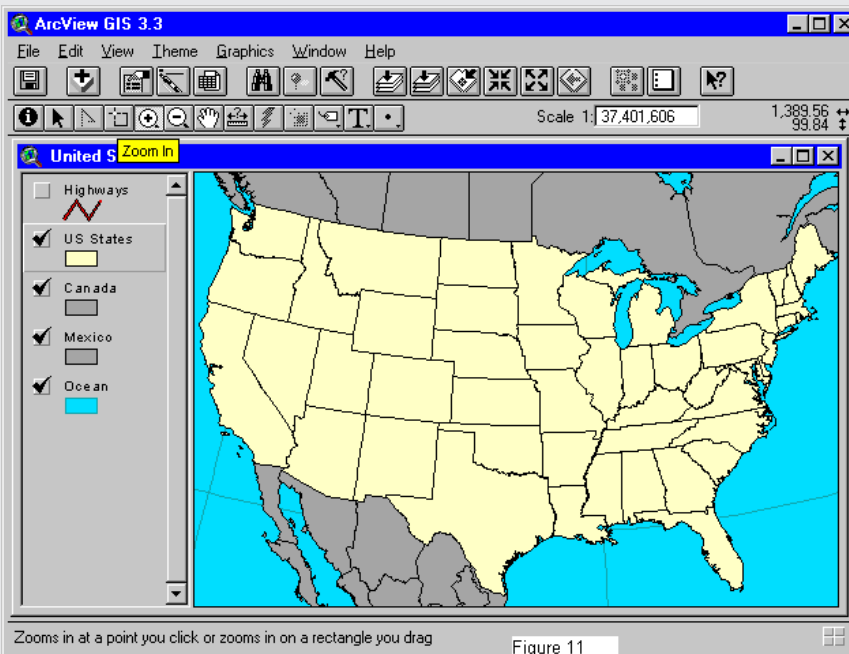 ArcView GIS 3.3
File Edit View Theme Graphics Window Help
Scale 1: 37,401,606
1,389.56
99.84
United S
Zoom In
Highways
US States
Canada
Mexico
Ocean
Zooms in at a point you click or zooms in on a rectangle you drag
Figure 11